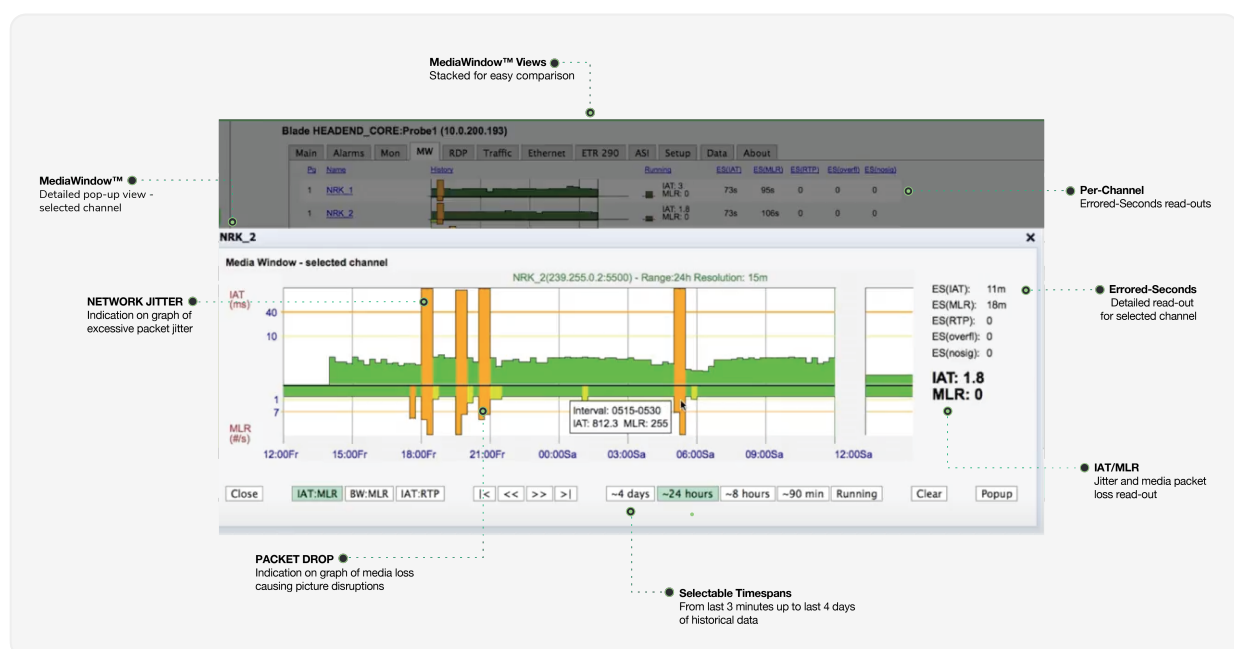 MediaWindow™ Views
Stacked for easy comparison
Blade HEADEND_CORE:Probe1 (10.0.200.193)
Main Alarms Mon MW RDP Traffic Ethernet ETR 290 ASI Setup Data About
Name History Running ES(IAT) ES(MLR) ES(RTP) ES(overfl) ES(nosig)
1 NRK_1 IAT: 3 MLR: 0 73s 95s 0 0 0
1 NRK_2 IAT: 1.8 MLR: 0 73s 106s 0 0 0
MediaWindow™
Detailed pop-up view -
selected channel
Per-Channel
Errored-Seconds read-outs
NRK_2 x
Media Window - selected channel
NRK_2(239.255.0.2:5500) - Range:24h Resolution: 15m
NETWORK JITTER
Indication on graph of
excessive packet jitter
IAT
(ms)
40
10
1
7
MLR
(#/s)
Interval: 0515-0530
IAT: 812.3 MLR: 255
12:00Fr 15:00Fr 18:00Fr 21:00Fr 00:00Sa 03:00Sa 06:00Sa 09:00Sa 12:00Sa
ES(IAT): 11m
ES(MLR): 18m
ES(RTP): 0
ES(overfl): 0
ES(nosig): 0
IAT: 1.8
MLR: 0
Errored-Seconds
Detailed read-out
for selected channel
IAT/MLR
Jitter and media packet
loss read-out
Close IAT:MLR BW:MLR IAT:RTP |< << >> >| ~4 days ~24 hours ~8 hours ~90 min Running Clear Popup
PACKET DROP
Indication on graph of media loss
causing picture disruptions
Selectable Timespans
From last 3 minutes up to last 4 days
of historical data